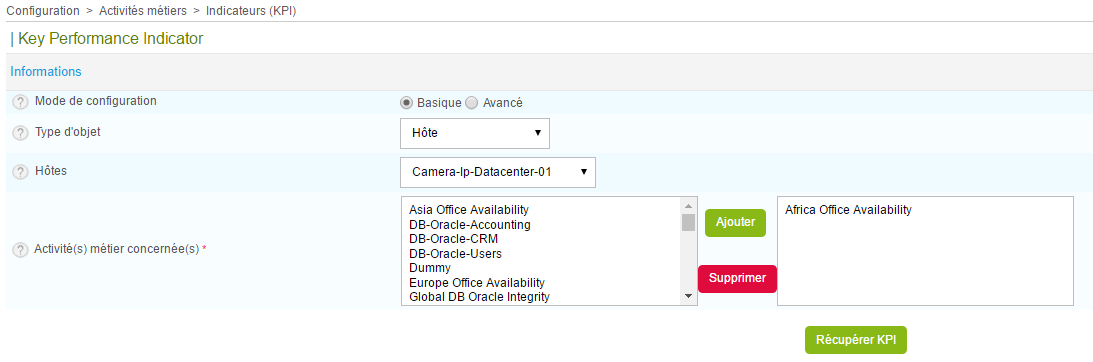 Configuration > Activités métiers > Indicateurs (KPI)
| Key Performance Indicator
Informations
? Mode de configuration Basique Avancé
? Type d'objet Hôte
? Hôtes Camera-Ip-Datacenter-01
? Activité(s) métier concernée(s) *
Asia Office Availability
DB-Oracle-Accounting
DB-Oracle-CRM
DB-Oracle-Users
Dummy
Europe Office Availability
Global DB Oracle Integrity
Ajouter
Supprimer
Africa Office Availability
Récupérer KPI